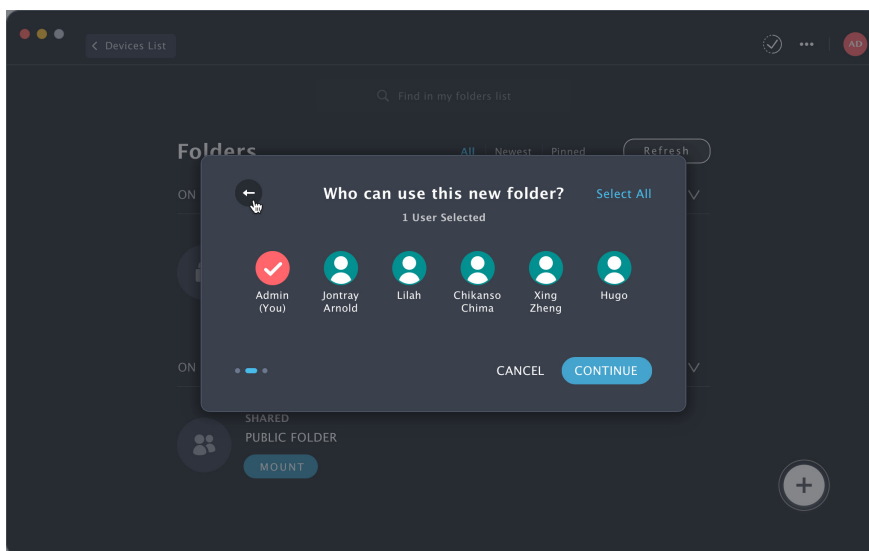 Devices List
AD
Find in my folders list
Folders
All Newest Pinned Refresh
ON
Who can use this new folder? Select All
1 User Selected
Admin (You)
Jontray Arnold
Lilah
Chikanso Chima
Xing Zheng
Hugo
ON
CANCEL CONTINUE
SHARED
PUBLIC FOLDER
MOUNT